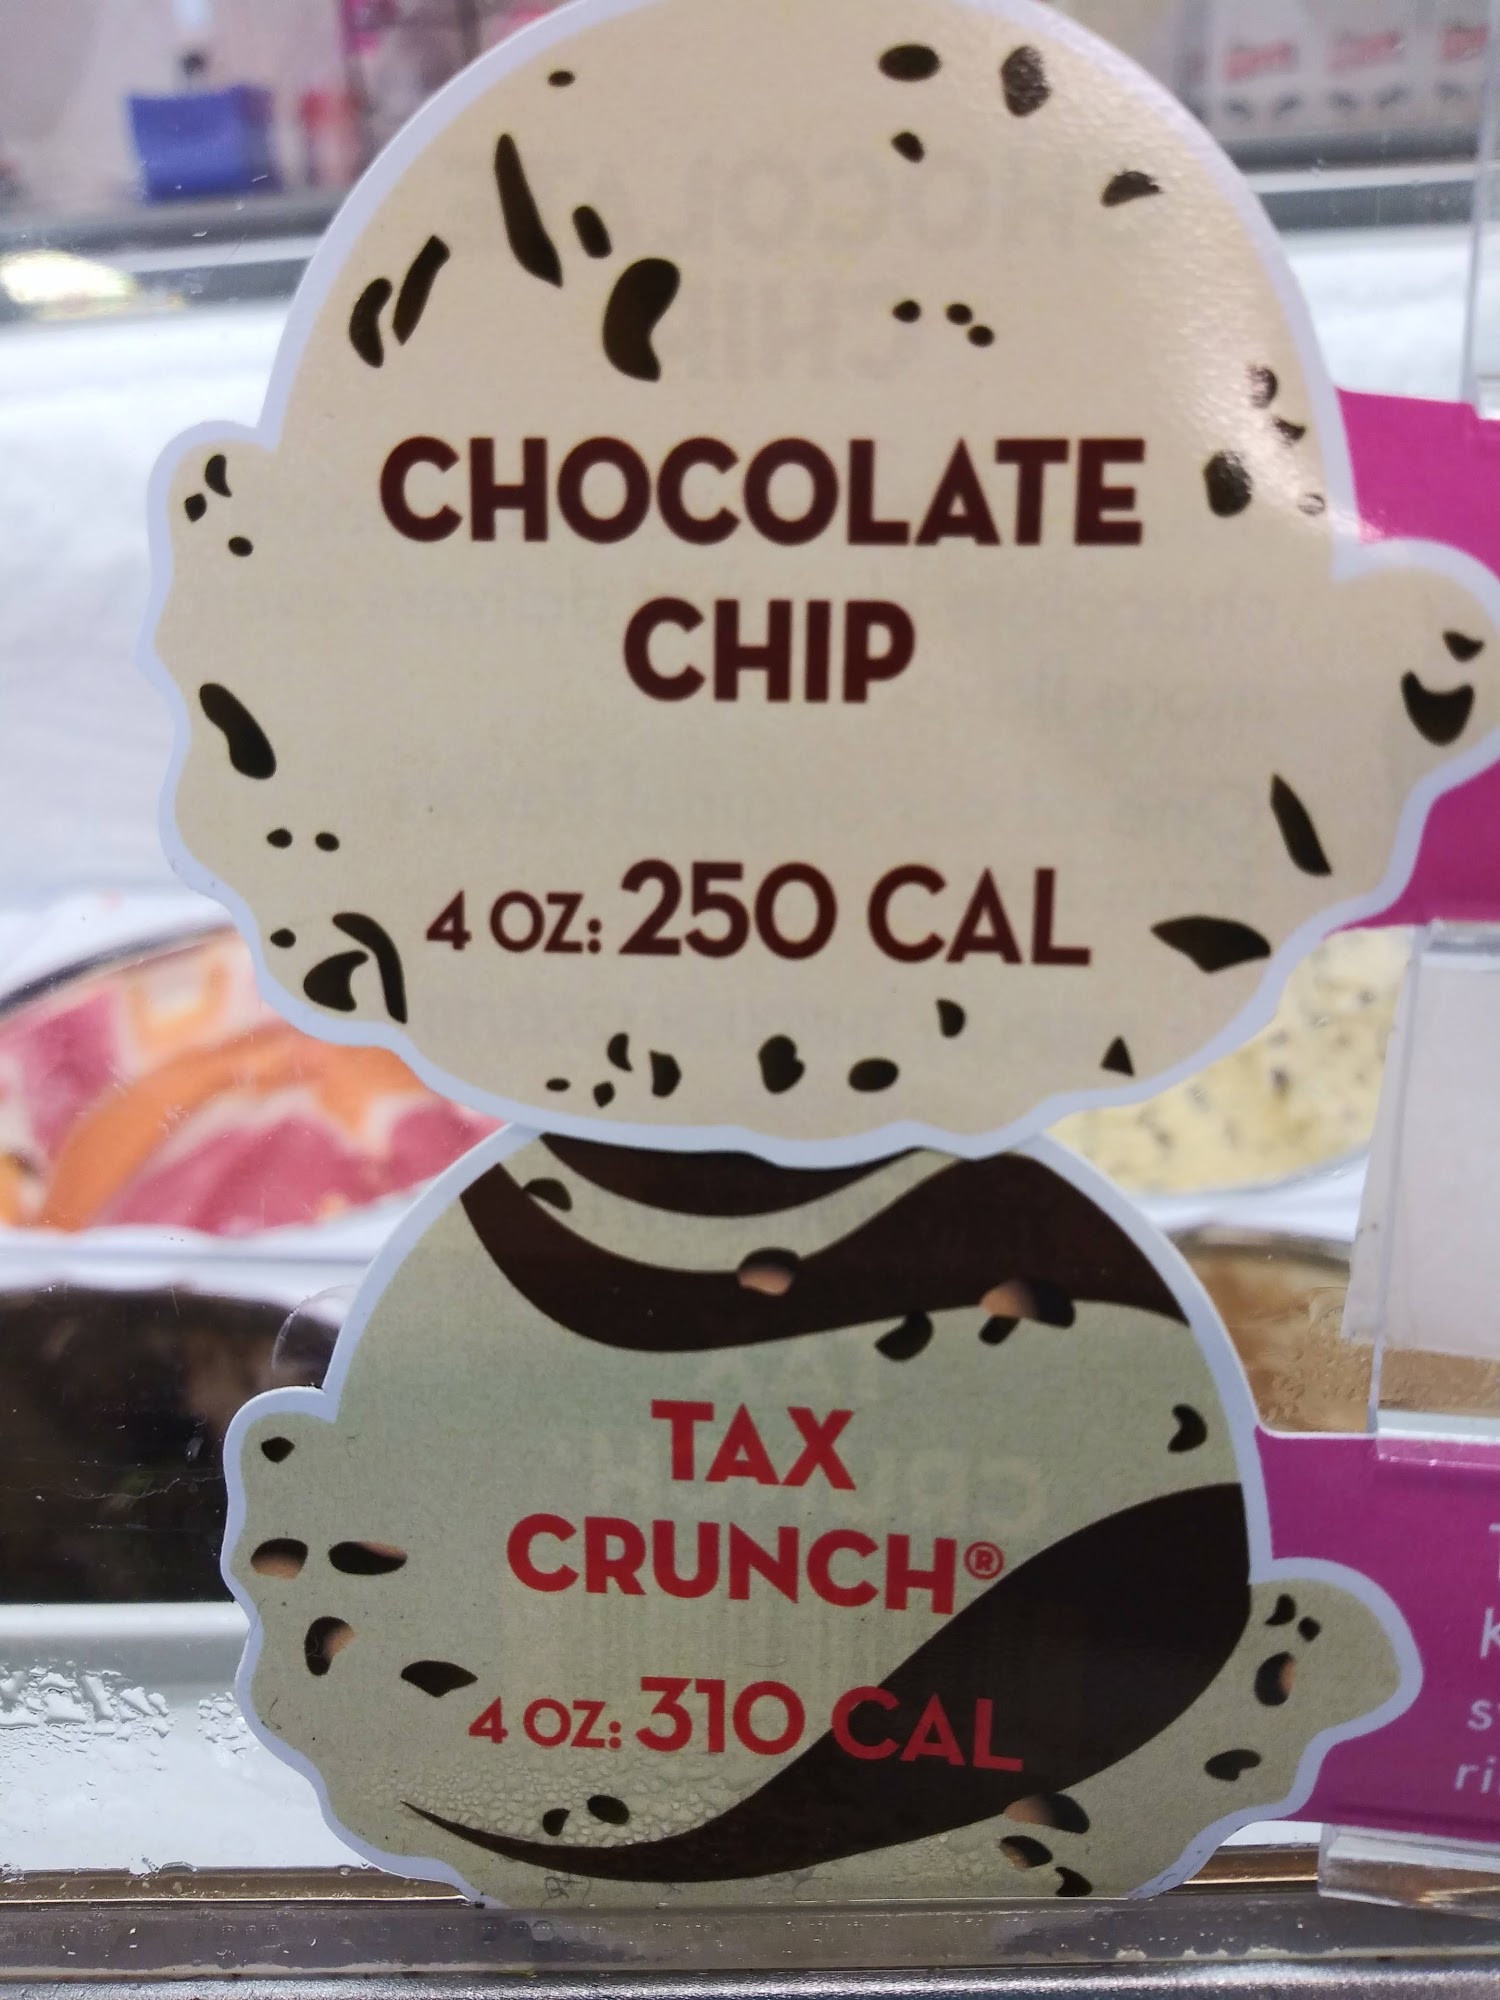 CHOCOLATE
CHIP
4 OZ: 250 CAL
TAX
CRUNCH®
4 OZ: 310 CAL